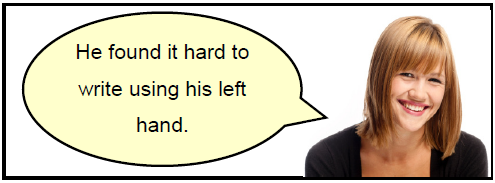 He found it hard to
write using his left
hand.